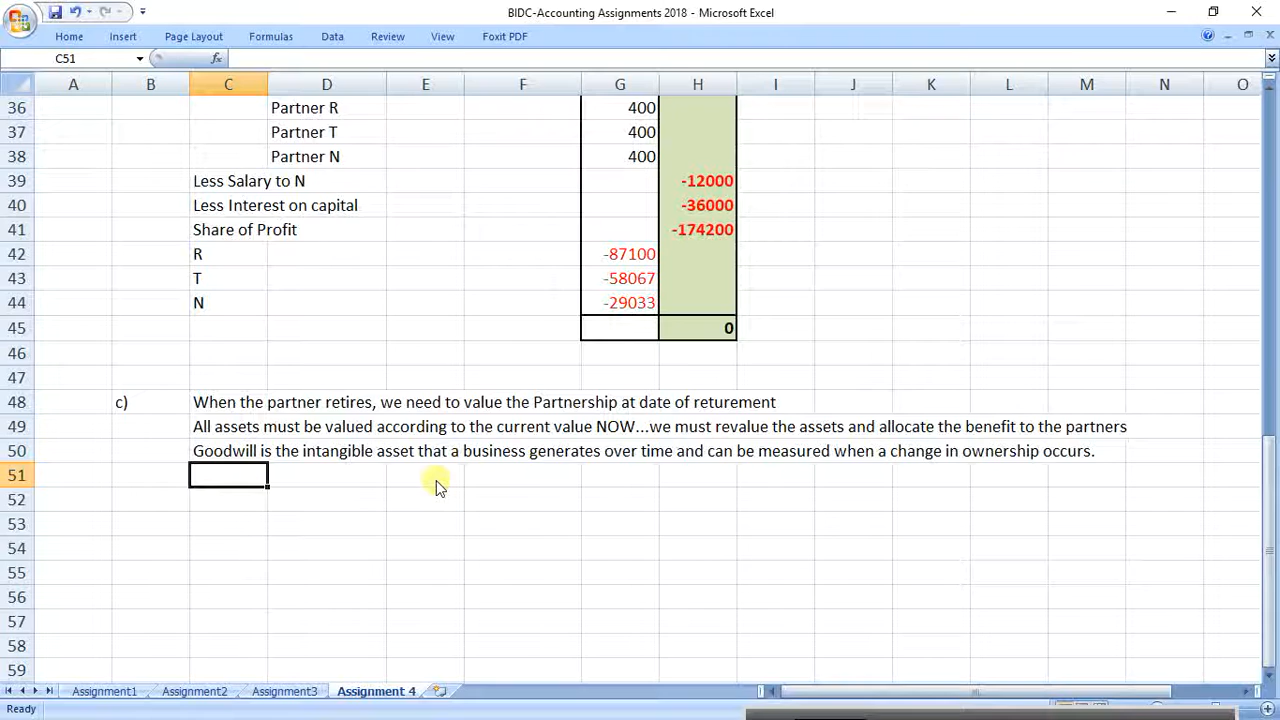 BIDC-Accounting Assignments 2018 - Microsoft Excel
Home Insert Page Layout Formulas Data Review View Foxit PDF
C51 fx
A B C D E F G H I J K L M N O
36 Partner R 400
37 Partner T 400
38 Partner N 400
39 Less Salary to N -12000
40 Less Interest on capital -36000
41 Share of Profit -174200
42 R -87100
43 T -58067
44 N -29033
45 0
46
47
48 c) When the partner retires, we need to value the Partnership at date of returement
49 All assets must be valued according to the current value NOW...we must revalue the assets and allocate the benefit to the partners
50 Goodwill is the intangible asset that a business generates over time and can be measured when a change in ownership occurs.
51
52
53
54
55
56
57
58
59
Assignment1 Assignment2 Assignment3 Assignment 4
Ready